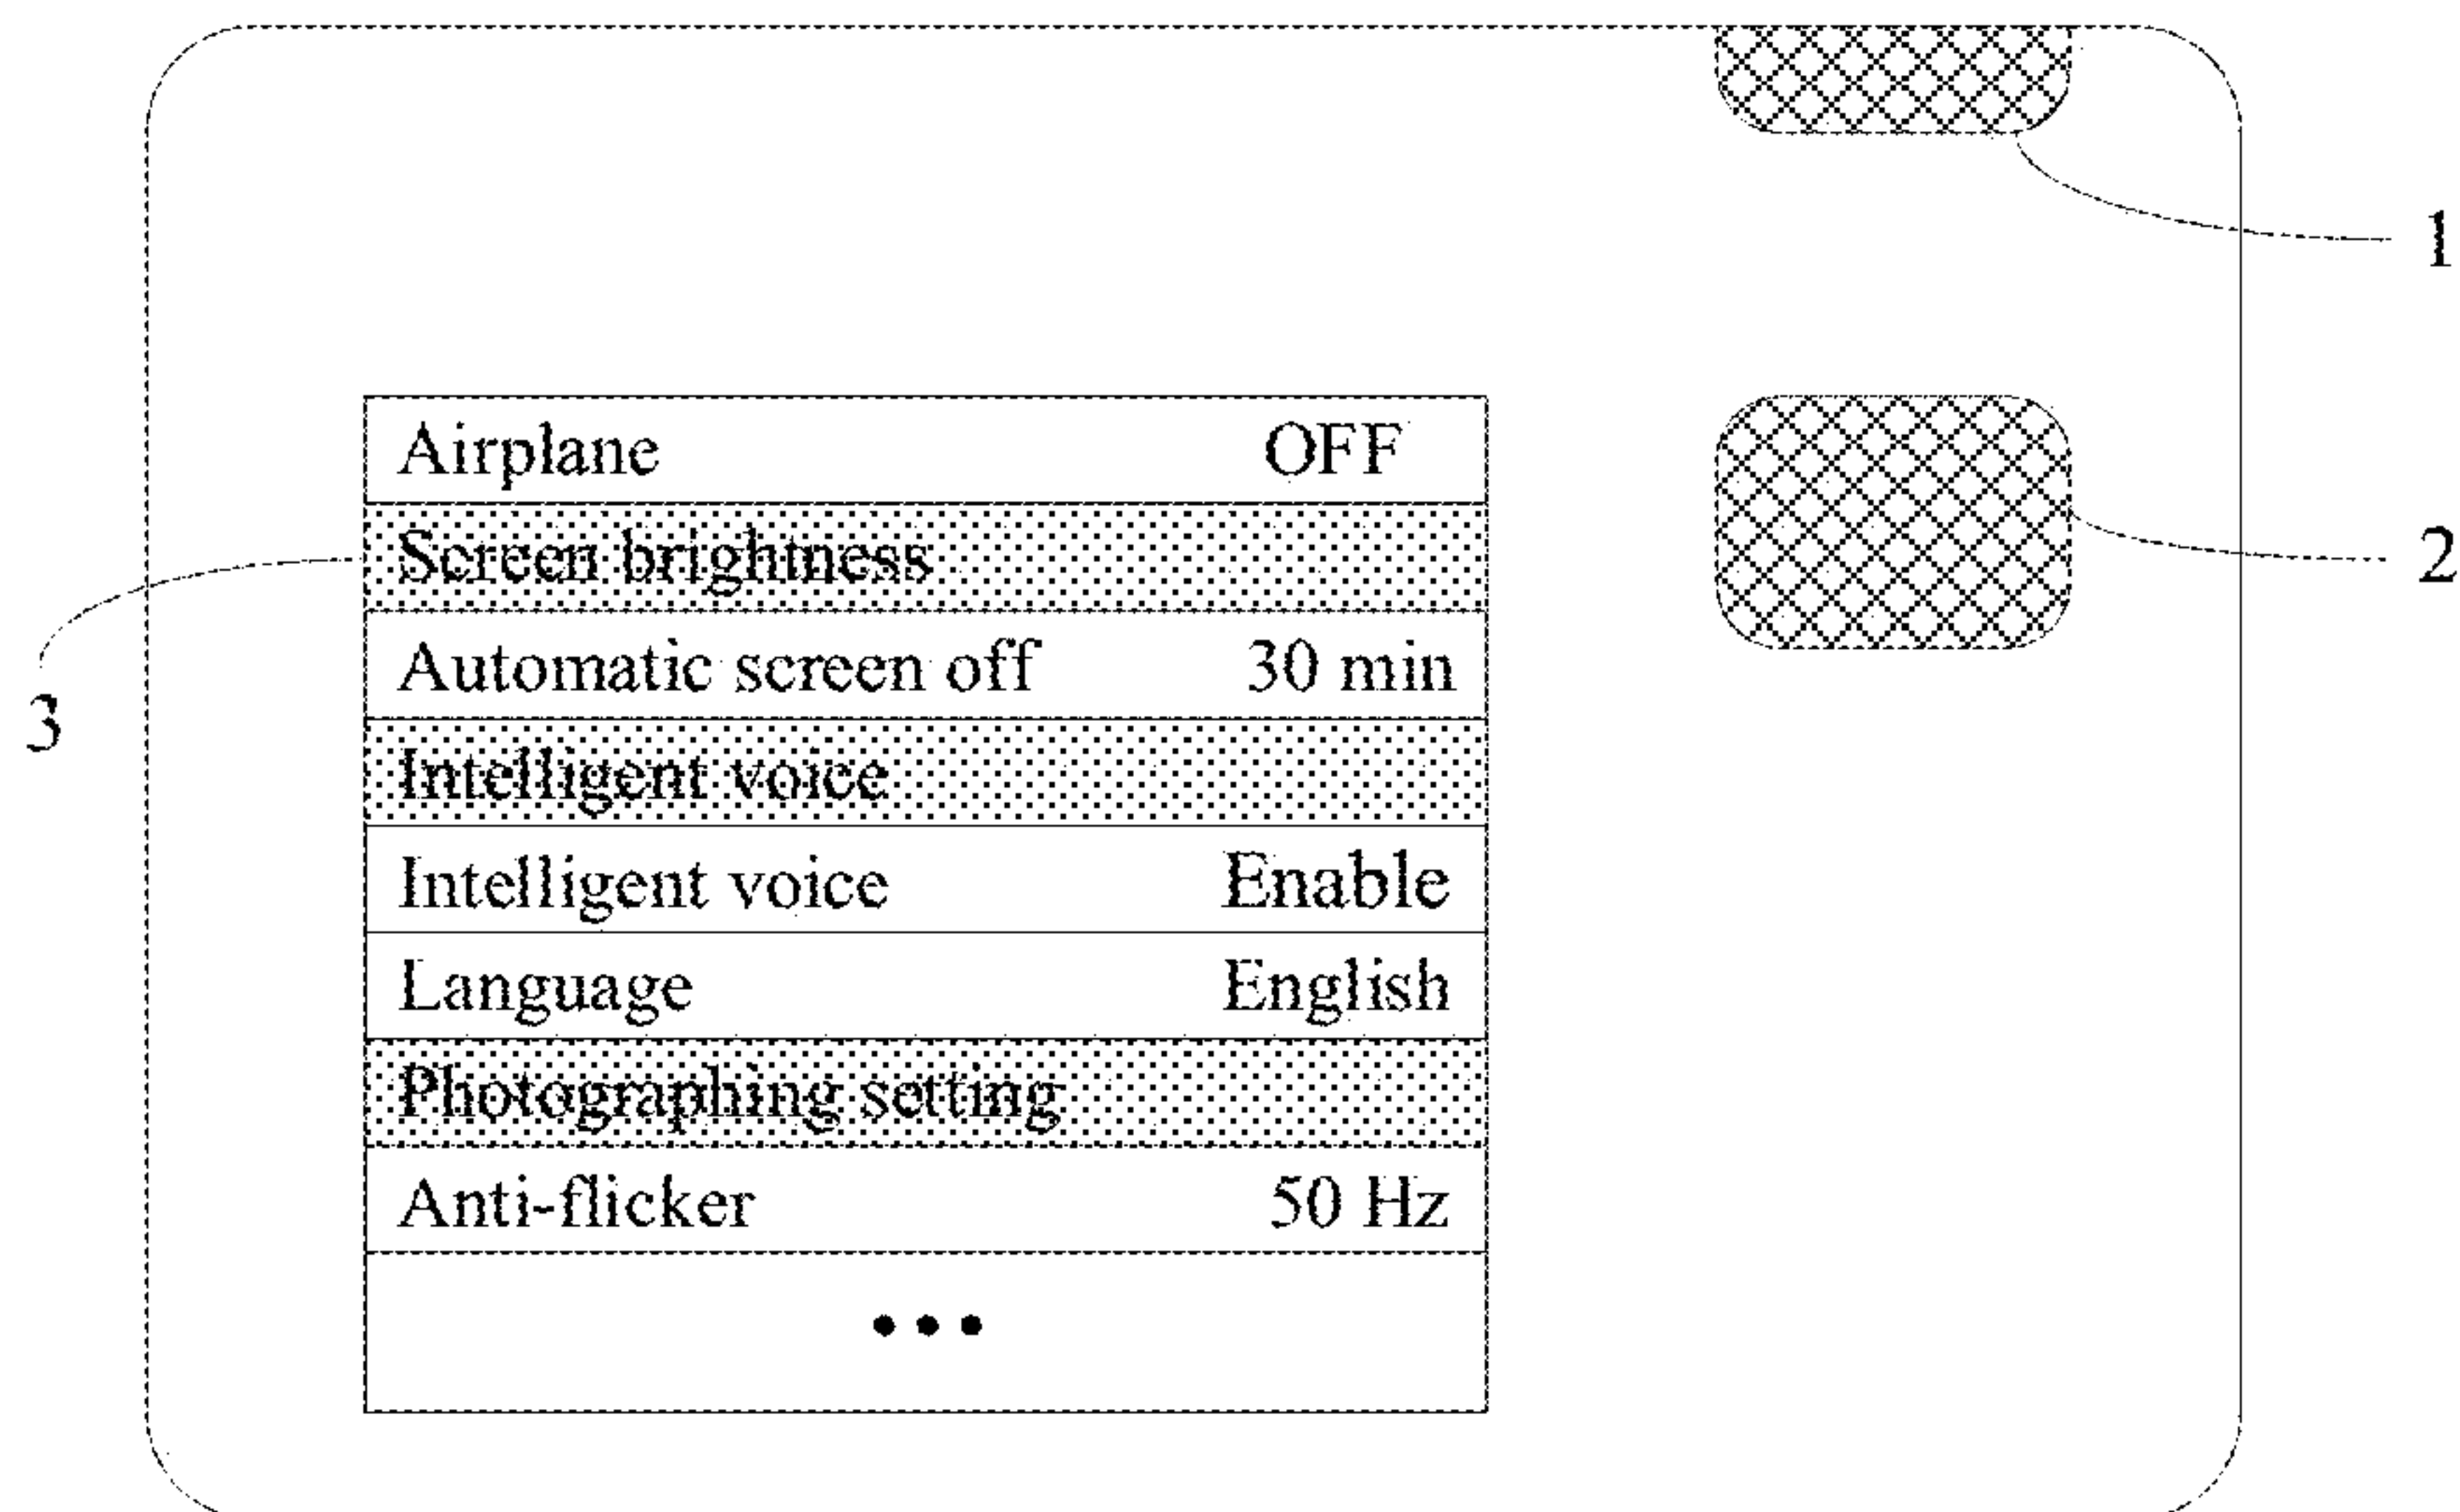 1
Airplane OFF
Screen brightness
2
Automatic screen off 30 min
3
Intelligent voice
Intelligent voice Enable
Language English
Photographing setting
Anti-flicker 50 Hz
•••